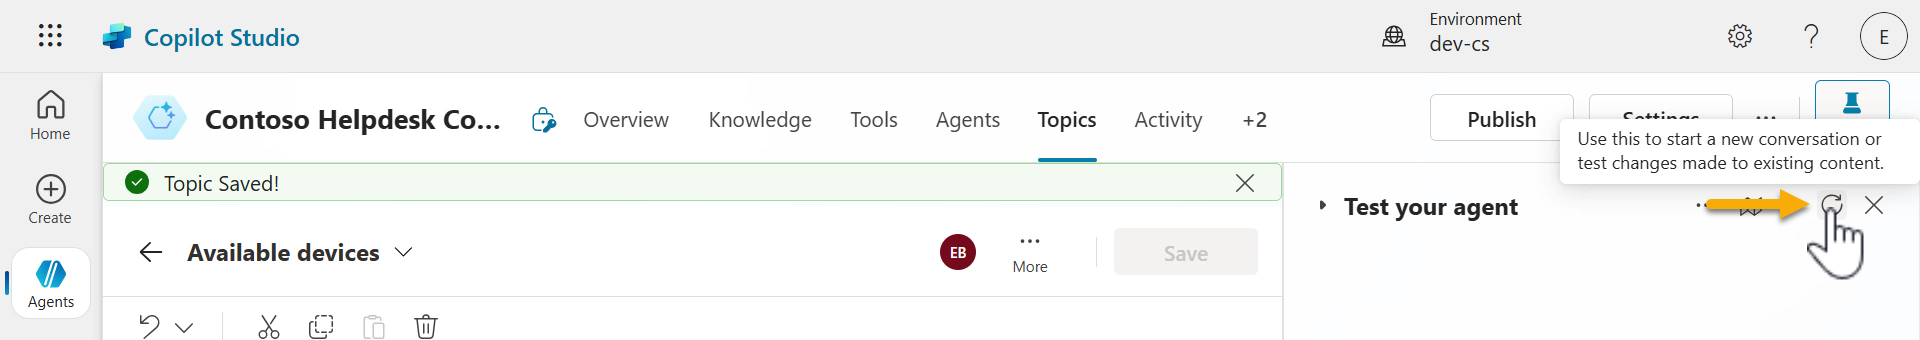 Copilot Studio
Environment
dev-cs
?
E
Home
Create
Agents
Contoso Helpdesk Co...
Overview
Knowledge
Tools
Agents
Topics
Activity
+2
Publish
Settings
...
Use this to start a new conversation or
test changes made to existing content.
Topic Saved!
Available devices
EB
...
More
Save
Test your agent